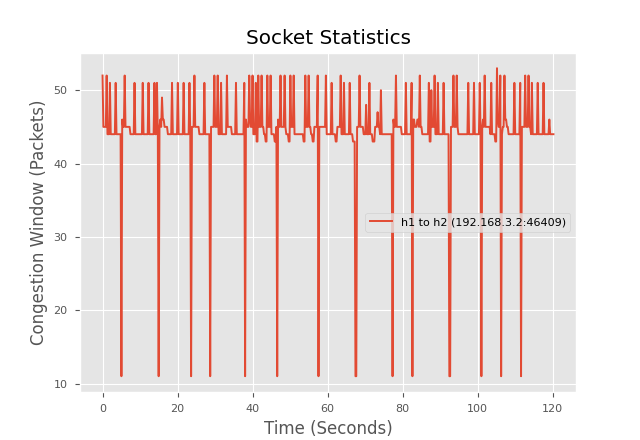 Socket Statistics
Congestion Window (Packets)
50
40
30
20
10
h1 to h2 (192.168.3.2:46409)
0 20 40 60 80 100 120
Time (Seconds)